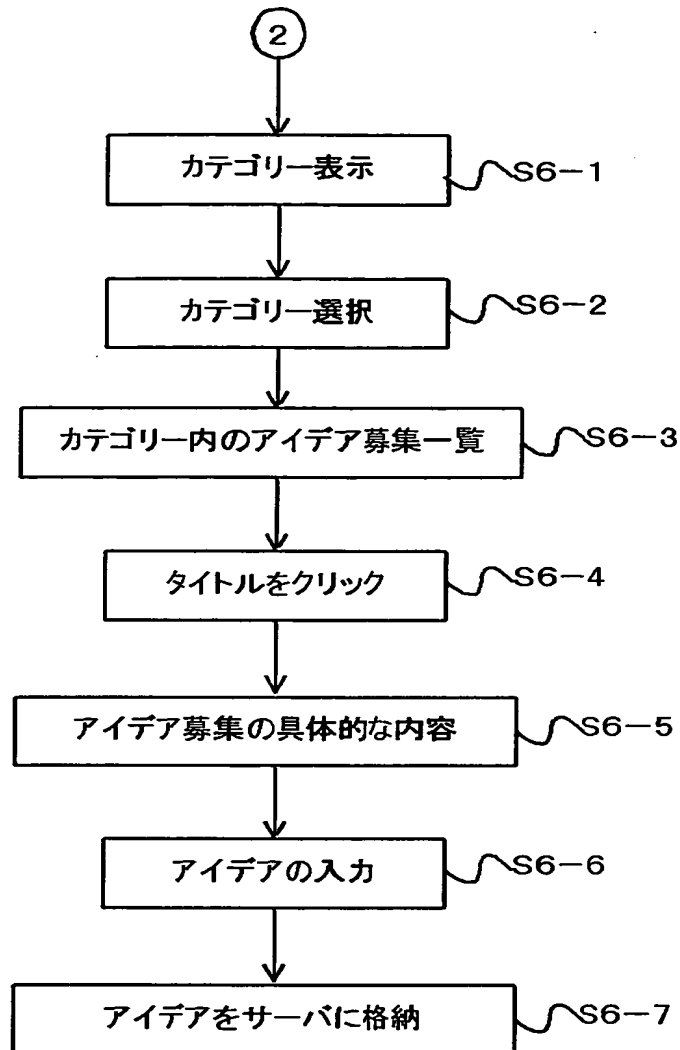 2
カテゴリー表示 S6-1
カテゴリー選択 S6-2
カテゴリー内のアイデア募集一覧 S6-3
タイトルをクリック S6-4
アイデア募集の具体的な内容 S6-5
アイデアの入力 S6-6
アイデアをサーバに格納 S6-7